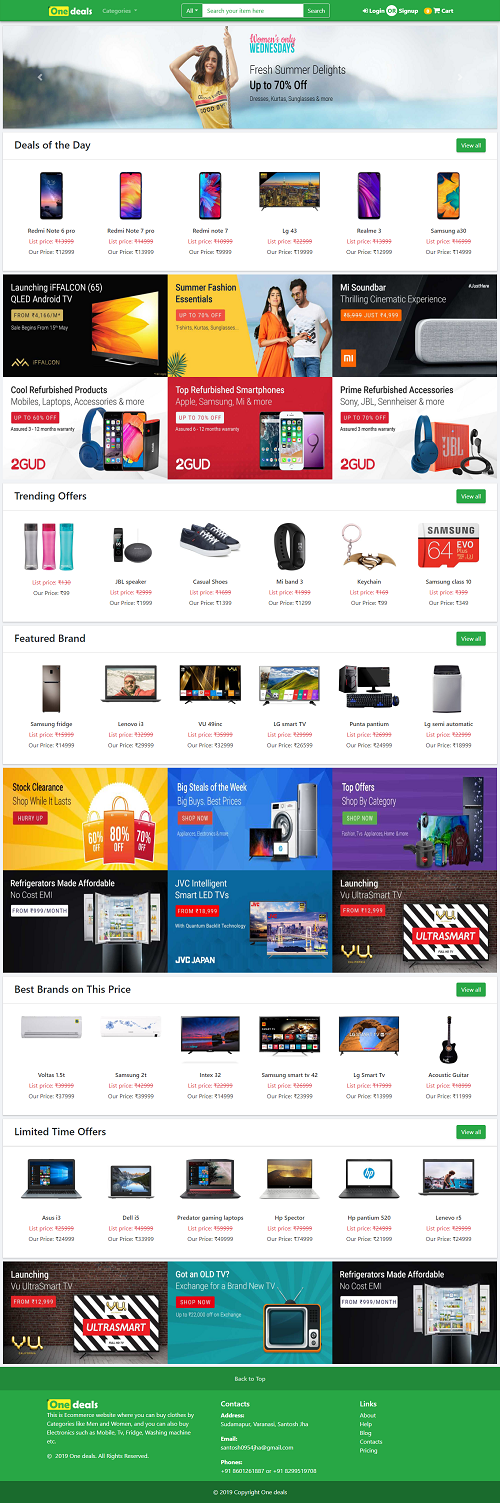 One deals
Categories
All
Search your item here
Search
Login OR Signup
0 Cart
Women's only
WEDNESDAYS
Fresh Summer Delights
Up to 70% Off
Dresses, Kurtas, Sunglasses & more
Deals of the Day
View all
Redmi Note 6 pro
List price: ₹13999
Our Price: ₹12999
Redmi Note 7 pro
List price: ₹14999
Our Price: ₹13999
Redmi note 7
List price: ₹10999
Our Price: ₹9999
Lg 43
List price: ₹22999
Our Price: ₹19999
Realme 3
List price: ₹13999
Our Price: ₹12999
Samsung a30
List price: ₹16999
Our Price: ₹14999
Launching iFFALCON (65)
QLED Android TV
FROM ₹4,166/M*
Sale Begins From 15th May
iFFALCON
Summer Fashion
Essentials
UP TO 70% OFF
T-shirts, Kurtas, Sunglasses...
Mi Soundbar
Thrilling Cinematic Experience
₹5,999 JUST ₹4,999
#JustHere
Cool Refurbished Products
Mobiles, Laptops, Accessories & more
UP TO 60% OFF
Assured 3 - 12 months warranty
2GUD
Top Refurbished Smartphones
Apple, Samsung, Mi & more
UP TO 70% OFF
Assured 6 - 12 months warranty
2GUD
Prime Refurbished Accessories
Sony, JBL, Sennheiser & more
UP TO 70% OFF
Assured 3 months warranty
2GUD
JBL
Trending Offers
View all
List price: ₹130
Our Price: ₹99
JBL speaker
List price: ₹2999
Our Price: ₹1999
Casual Shoes
List price: ₹1699
Our Price: ₹1399
Mi band 3
List price: ₹1999
Our Price: ₹1299
Keychain
List price: ₹169
Our Price: ₹99
SAMSUNG
64 EVO
Plus
Samsung class 10
List price: ₹399
Our Price: ₹349
Featured Brand
View all
Samsung fridge
List price: ₹15999
Our Price: ₹14999
Lenovo i3
List price: ₹32999
Our Price: ₹29999
VU 49inc
List price: ₹35999
Our Price: ₹32999
LG smart TV
List price: ₹29999
Our Price: ₹26599
Punta pantium
List price: ₹26999
Our Price: ₹24999
Lg semi automatic
List price: ₹22999
Our Price: ₹18999
Stock Clearance
Shop While It Lasts
HURRY UP
60% OFF
80% OFF
70% OFF
Big Steals of the Week
Big Buys. Best Prices
SHOP NOW
Appliances, Electronics & more
Top Offers
Shop By Category
SHOP NOW
Fashion, Tvs, Appliances, Home & more
Refrigerators Made Affordable
No Cost EMI
FROM ₹999/MONTH
JVC Intelligent
Smart LED TVs
FROM ₹18,999
With Quantum Backlit Technology
JVC JAPAN
JVC
Launching
Vu UltraSmart TV
FROM ₹12,999
Vu
Vu
ULTRASMART
FULL HD TV
Best Brands on This Price
View all
Voltas 1.5t
List price: ₹39999
Our Price: ₹37999
Samsung 2t
List price: ₹42999
Our Price: ₹39999
Intex 32
List price: ₹22999
Our Price: ₹14999
Samsung smart tv 42
List price: ₹26999
Our Price: ₹23999
Lg Smart Tv
List price: ₹17999
Our Price: ₹13999
Acoustic Guitar
List price: ₹18999
Our Price: ₹11999
Limited Time Offers
View all
Asus i3
List price: ₹25999
Our Price: ₹24999
Dell i5
List price: ₹49999
Our Price: ₹33999
Predator gaming laptops
List price: ₹59999
Our Price: ₹49999
Hp Spector
List price: ₹79999
Our Price: ₹74999
hp
Hp pantium 520
List price: ₹24999
Our Price: ₹21999
Lenevo r5
List price: ₹29999
Our Price: ₹24999
Launching
Vu UltraSmart TV
FROM ₹12,999
Vu
Vu
ULTRASMART
FULL HD TV
Got an OLD TV?
Exchange for a Brand New TV
SHOP NOW
Up to ₹22,000 off on Exchange
Refrigerators Made Affordable
No Cost EMI
FROM ₹999/MONTH
Back to Top
One deals
This is Ecommerce website where you can buy clothes by
Categories like Men and Women, and you can also buy
Electronics such as Mobile, Tv, Fridge, Washing machine
etc.
© 2019 One deals. All Rights Reserved.
Contacts
Address:
Sudamapur, Varanasi, Santosh Jha
Email:
santosh0954jha@gmail.com
Phones:
+91 8601261887 or +91 8299519708
Links
About
Help
Blog
Contacts
Pricing
© 2019 Copyright One deals